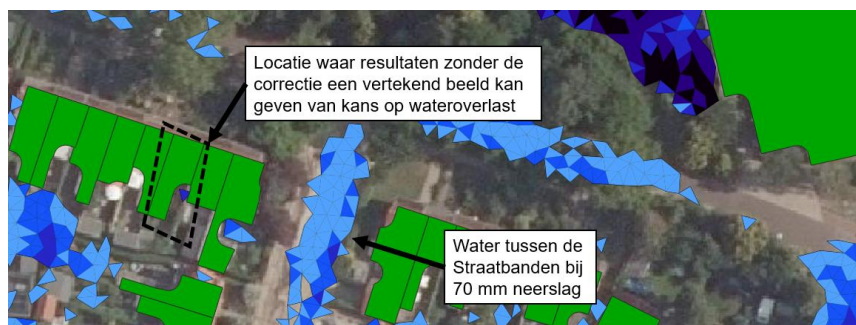 Locatie waar resultaten zonder de
correctie een vertekend beeld kan
geven van kans op wateroverlast
Water tussen de
Straatbanden bij
70 mm neerslag